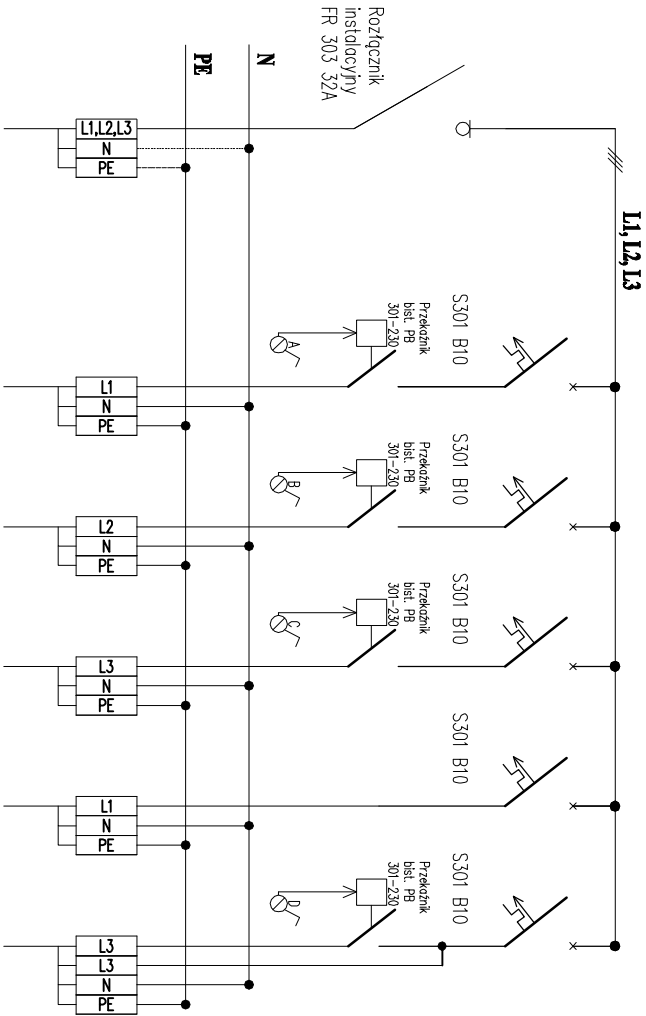 Rozłącznik
instalacyjny
FR 303 32A
PE
N
L1, L2, L3
L1,L2,L3
N
PE
S301 B10
Przekaźnik
bist. PB
301-230
A
L1
N
PE
S301 B10
Przekaźnik
bist. PB
301-230
B
L2
N
PE
S301 B10
Przekaźnik
bist. PB
301-230
C
L3
N
PE
S301 B10
L1
N
PE
S301 B10
Przekaźnik
bist. PB
301-230
D
L3
L3
N
PE